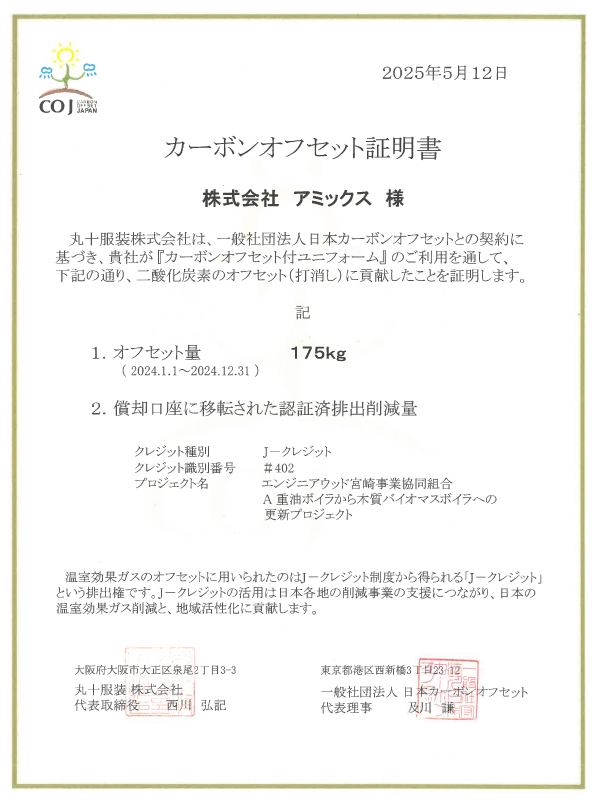 2025年5月12日
COJ CARBON OFFSET JAPAN
カーボンオフセット証明書
株式会社 アミックス 様
丸十服装株式会社は、一般社団法人日本カーボンオフセットとの契約に
基づき、貴社が『カーボンオフセット付ユニフォーム』のご利用を通して、
下記の通り、二酸化炭素のオフセット(打消し)に貢献したことを証明します。
記
1. オフセット量 175kg
( 2024.1.1~2024.12.31 )
2. 償却口座に移転された認証済排出削減量
クレジット種別 J-クレジット
クレジット識別番号 #402
プロジェクト名 エンジニアウッド宮崎事業協同組合
A重油ボイラから木質バイオマスボイラへの
更新プロジェクト
温室効果ガスのオフセットに用いられたのはJ-クレジット制度から得られる「J-クレジット」
という排出権です。J-クレジットの活用は日本各地の削減事業の支援につながり、日本の
温室効果ガス削減と、地域活性化に貢献します。
大阪府大阪市大正区泉尾2丁目3-3
丸十服装 株式会社
代表取締役 西川 弘記
東京都港区西新橋3丁目23-12
一般社団法人 日本カーボンオフセット
代表理事 及川 謙